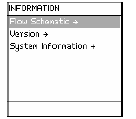 INFORMATION
Flow Schematic →
Version →
System Information →